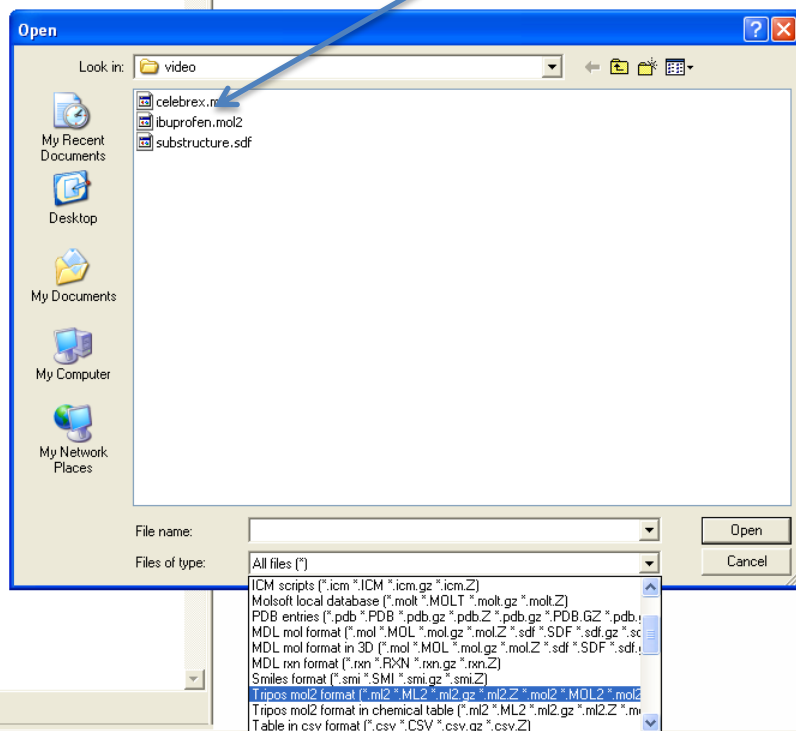 Open
Look in:
video
celebrex.m
ibuprofen.mol2
substructure.sdf
My Recent
Documents
Desktop
My Documents
My Computer
My Network
Places
File name:
Open
Files of type:
All files (*)
Cancel
ICM scripts (*.icm *.ICM *.icm.gz *.icm.Z)
Molsoft local database (*.molt *.MOLT *.molt.gz *.molt.Z)
PDB entries (*.pdb *.PDB *.pdb.gz *.pdb.Z *.pdb.gz *.PDB.GZ *.pdb.
MDL mol format (*.mol *.MOL *.mol.gz *.mol.Z *.sdf *.SDF *.sdf.gz *.sc
MDL mol format in 3D (*.mol *.MOL *.mol.gz *.mol.Z *.sdf *.SDF *.sdf.
MDL rxn format (*.rxn *.RXN *.rxn.gz *.rxn.Z)
Smiles format (*.smi *.SMI *.smi.gz *.smi.Z)
Tripos mol2 format (*.ml2 *.ML2 *.ml2.gz *.ml2.Z *.mol2 *.MOL2 *.mol2
Tripos mol2 format in chemical table (*.ml2 *.ML2 *.ml2.gz *.ml2.Z *.m
Table in csv format (*.csv *.CSV *.csv.gz *.csv.Z)